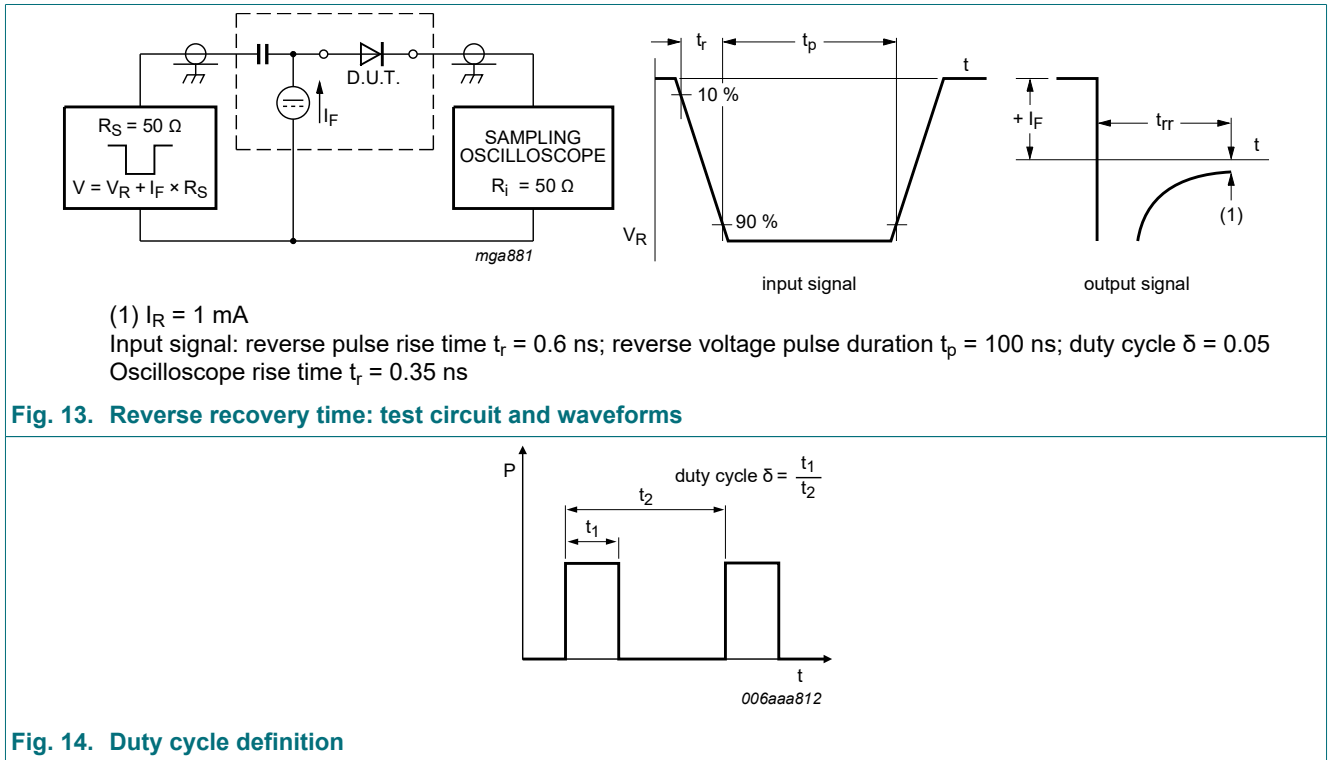 D.U.T.
I_F
R_S = 50 Ω
V = V_R + I_F × R_S
SAMPLING
OSCILLOSCOPE
R_i = 50 Ω
mga881
t_r
t_p
t
10 %
90 %
V_R
input signal
+ I_F
t_rr
t
(1)
output signal
(1) I_R = 1 mA
Input signal: reverse pulse rise time t_r = 0.6 ns; reverse voltage pulse duration t_p = 100 ns; duty cycle δ = 0.05
Oscilloscope rise time t_r = 0.35 ns
Fig. 13. Reverse recovery time: test circuit and waveforms
P
duty cycle δ = t_1
t_2
t_2
t_1
t
006aaa812
Fig. 14. Duty cycle definition